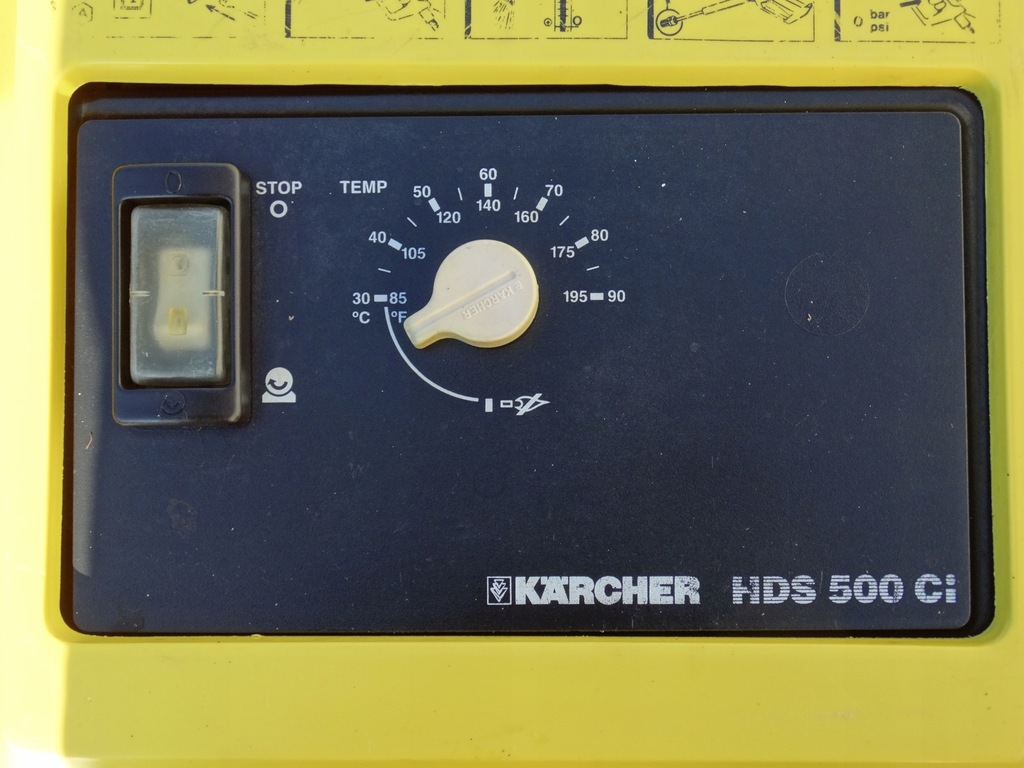 bar
psi
0
STOP
TEMP
30 °C 85 °F
40 105
50 120
60 140
70 160
80 175
90 195
KÄRCHER
KÄRCHER HDS 500 Ci